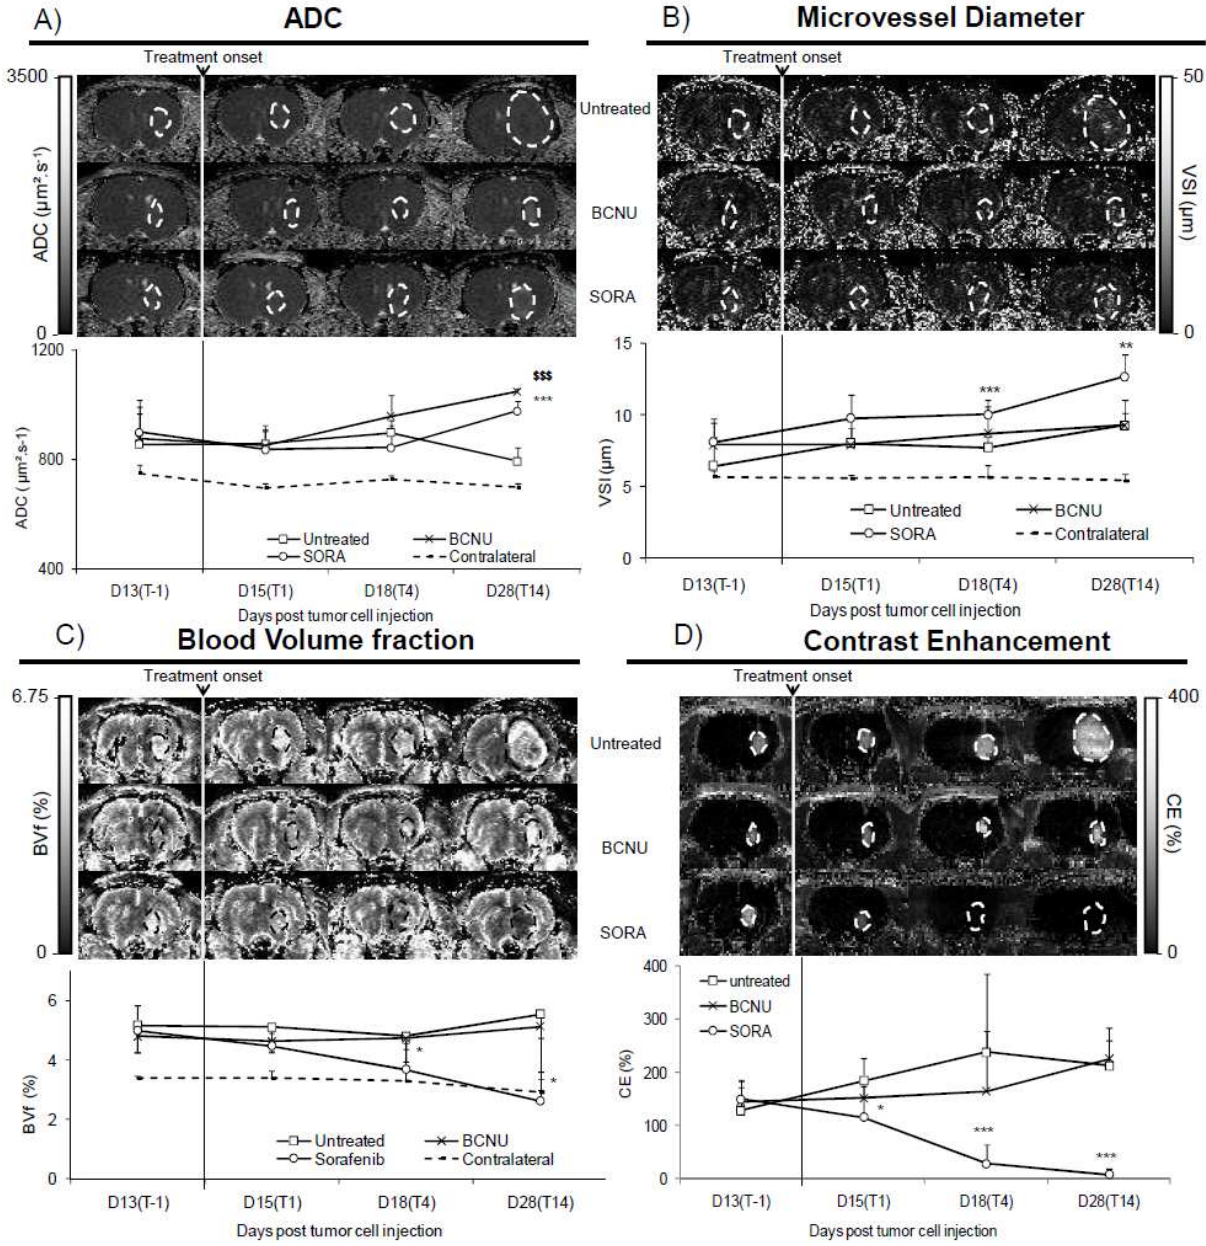 A) ADC
Treatment onset
3500
ADC (µm².s⁻¹)
0
1200
$$$
***
800
ADC ( µm².s-1)
Untreated
BCNU
SORA
Contralateral
400
D13(T-1)
D15(T1)
D18(T4)
D28(T14)
Days post tumor cell injection
B) Microvessel Diameter
Treatment onset
Untreated
BCNU
SORA
50
VSI (µm)
0
15
**
***
10
VSI (µm)
5
Untreated
BCNU
SORA
Contralateral
0
D13(T-1)
D15(T1)
D18(T4)
D28(T14)
Days post tumor cell injection
C) Blood Volume fraction
Treatment onset
6.75
BVf (%)
0
6
*
4
*
BVf (%)
2
Untreated
BCNU
Sorafenib
Contralateral
0
D13(T-1)
D15(T1)
D18(T4)
D28(T14)
Days post tumor cell injection
D) Contrast Enhancement
Treatment onset
Untreated
BCNU
SORA
400
CE (%)
0
400
untreated
BCNU
SORA
300
200
CE (%)
*
100
***
***
0
D13(T-1)
D15(T1)
D18(T4)
D28(T14)
Days post tumor cell injection